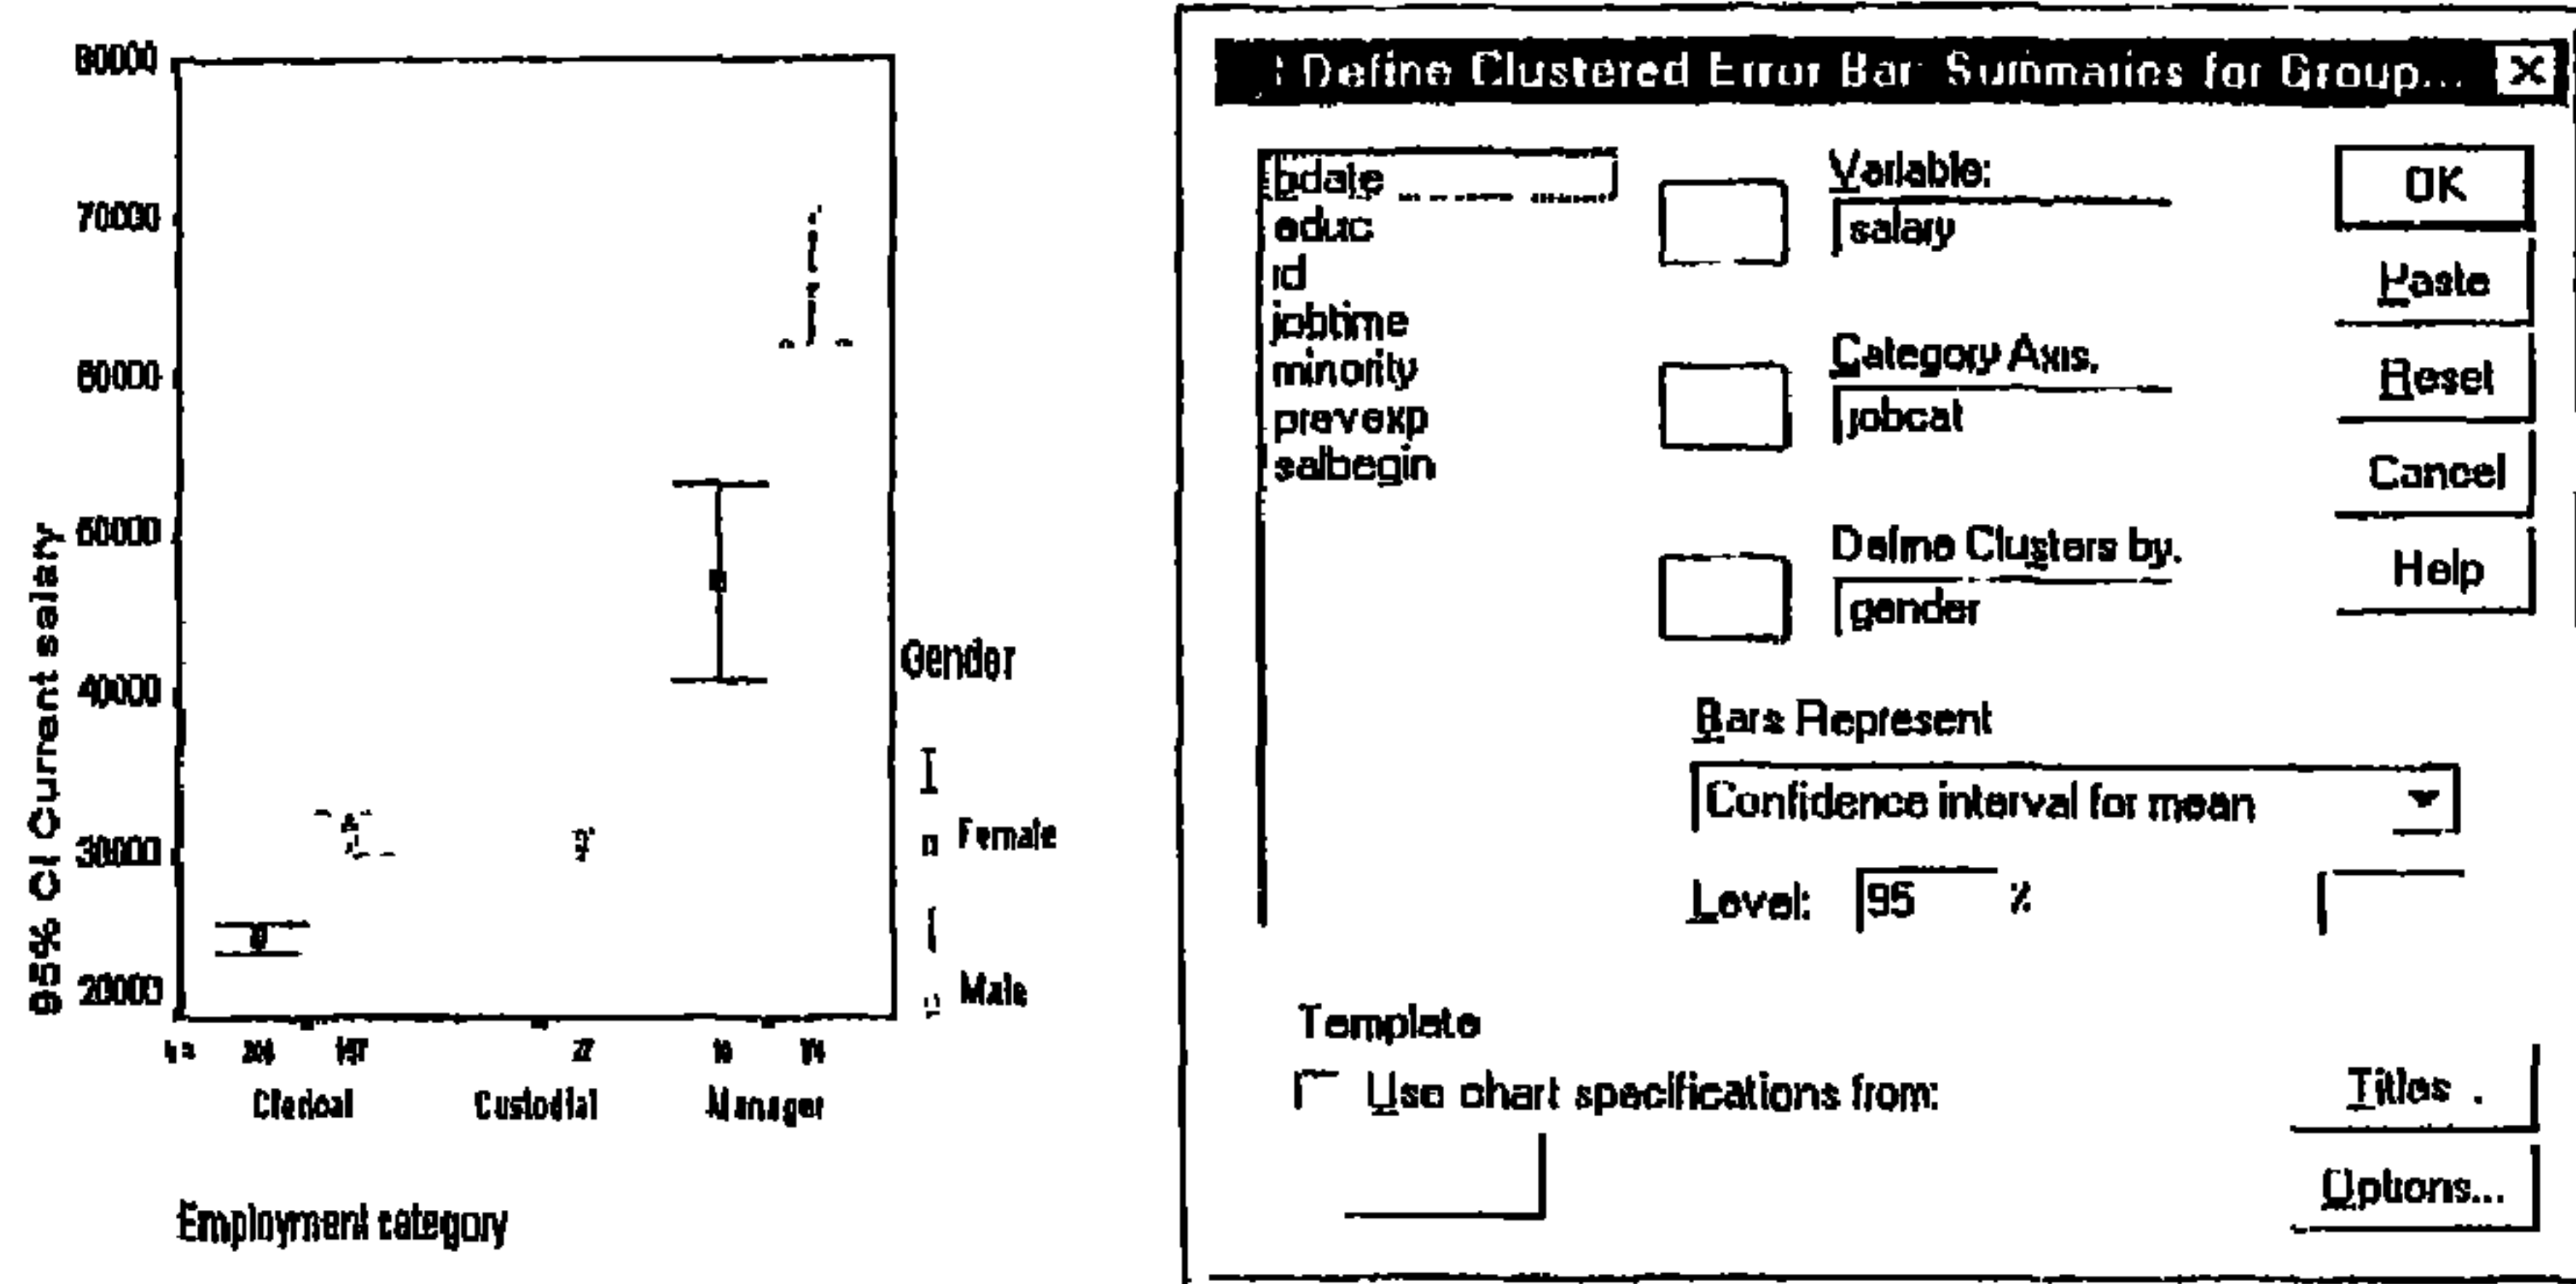 80000
70000
60000
50000
40000
30000
20000
95% CI Current salary
206 157 27 10 74
Clerical Custodial Manager
Employment category
Gender
Female
Male
Define Clustered Error Bar: Summaries for Group...
bdate
educ
id
jobtime
minority
prevexp
salbegin
Variable:
salary
Category Axis.
jobcat
Define Clusters by.
gender
Bars Represent
Confidence interval for mean
Level: 95 %
Template
Use chart specifications from:
OK
Paste
Reset
Cancel
Help
Titles .
Options...